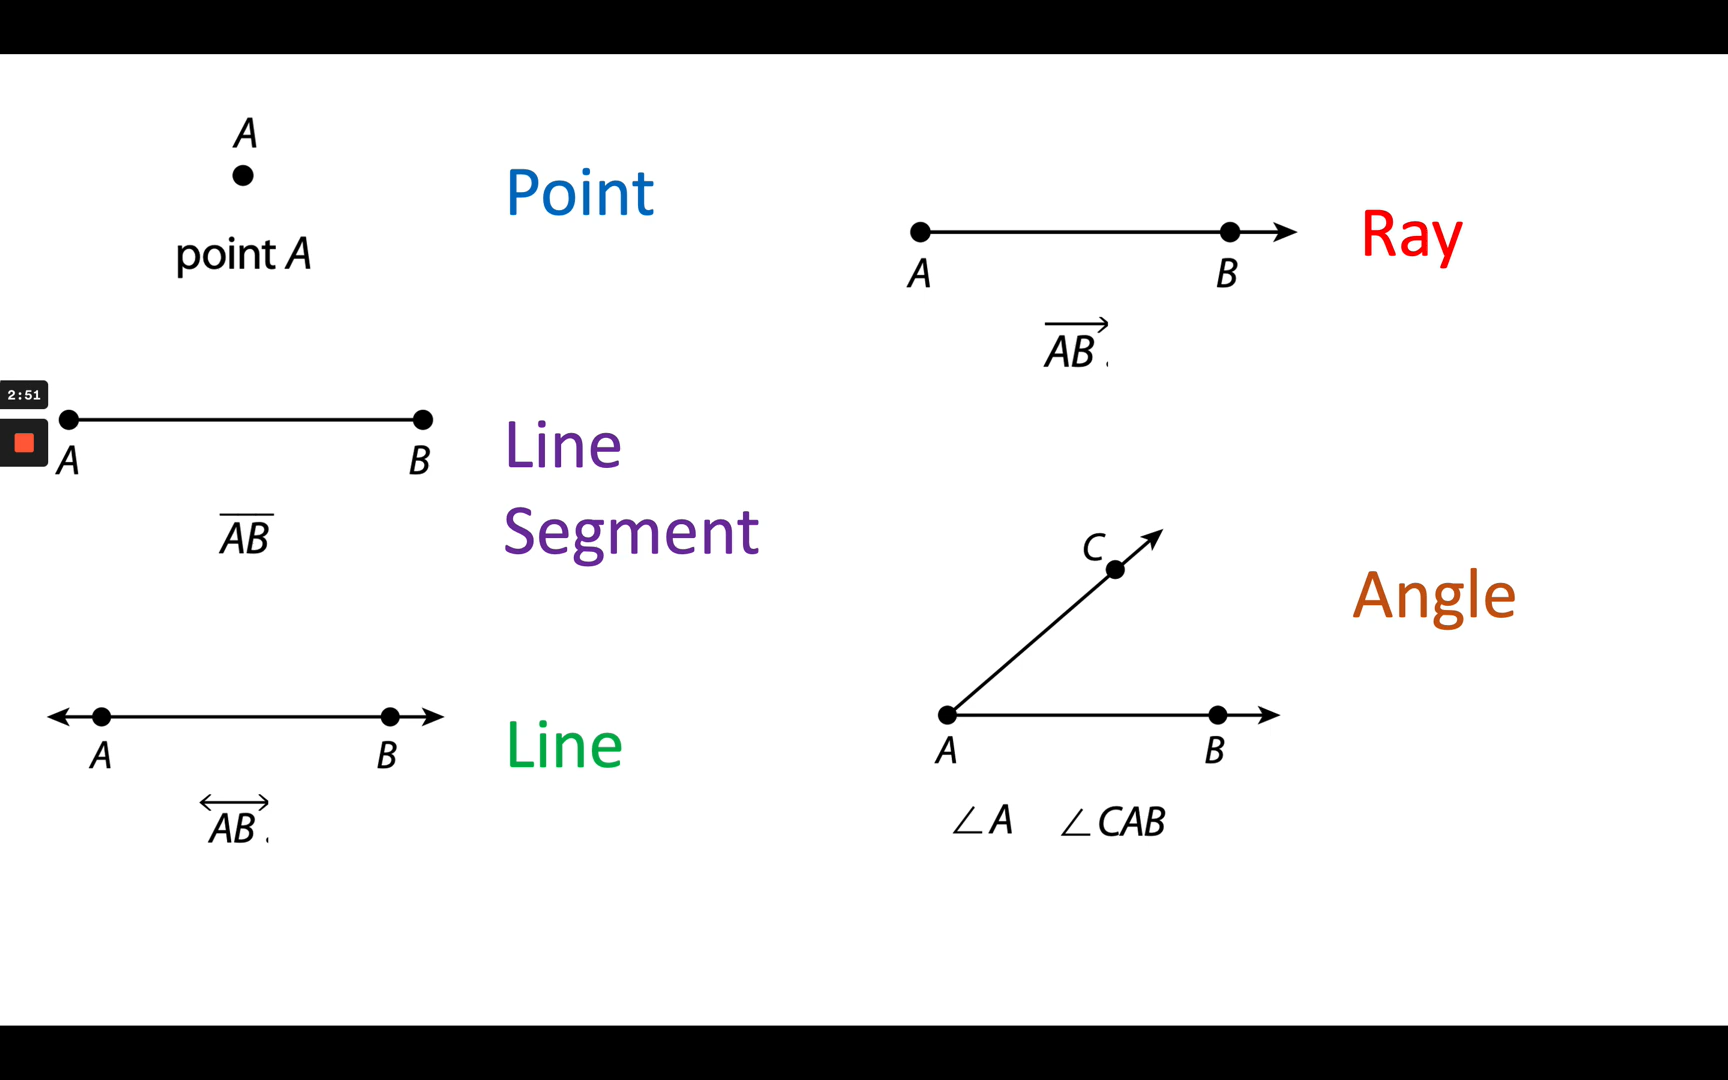 A
point A
Point
2:51
A B
AB
Line
Segment
A B
AB
Line
A B
AB
Ray
C
A B
∠A ∠CAB
Angle